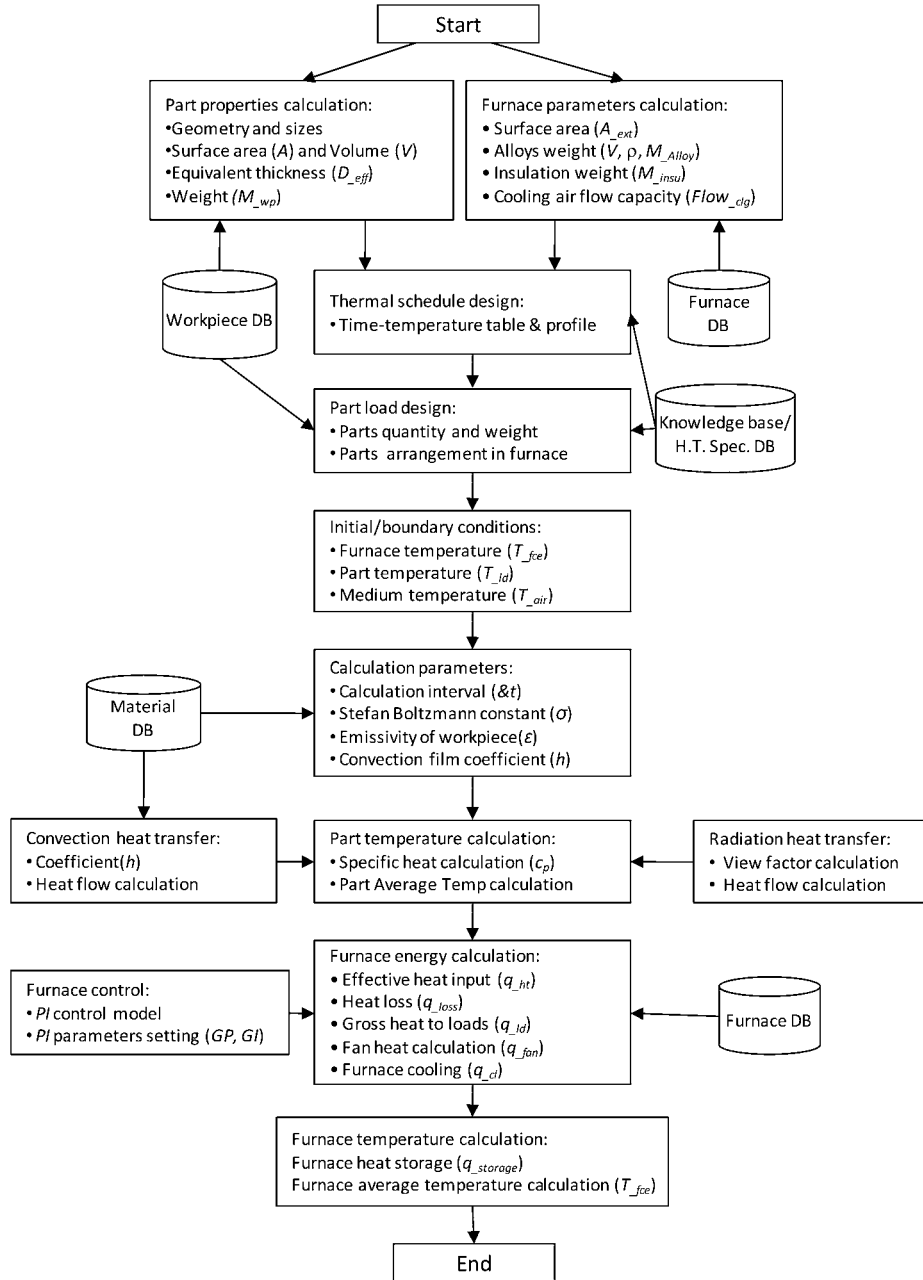 Start
Part properties calculation:
•Geometry and sizes
•Surface area (A) and Volume (V)
•Equivalent thickness (D_eff)
•Weight (M_wp)
Furnace parameters calculation:
• Surface area (A_ext)
• Alloys weight (V, ρ, M_Alloy)
• Insulation weight (M_insu)
• Cooling air flow capacity (Flow_clg)
Workpiece DB
Thermal schedule design:
• Time-temperature table & profile
Furnace
DB
Part load design:
• Parts quantity and weight
• Parts arrangement in furnace
Knowledge base/
H.T. Spec. DB
Initial/boundary conditions:
• Furnace temperature (T_fce)
• Part temperature (T_ld)
• Medium temperature (T_air)
Material
DB
Calculation parameters:
• Calculation interval (&t)
• Stefan Boltzmann constant (σ)
• Emissivity of workpiece(ε)
• Convection film coefficient (h)
Convection heat transfer:
• Coefficient(h)
• Heat flow calculation
Part temperature calculation:
• Specific heat calculation (cp)
• Part Average Temp calculation
Radiation heat transfer:
• View factor calculation
• Heat flow calculation
Furnace control:
• PI control model
• PI parameters setting (GP, GI)
Furnace energy calculation:
• Effective heat input (q_ht)
• Heat loss (q_loss)
• Gross heat to loads (q_ld)
• Fan heat calculation (q_fan)
• Furnace cooling (q_cl)
Furnace DB
Furnace temperature calculation:
Furnace heat storage (q_storage)
Furnace average temperature calculation (T_fce)
End